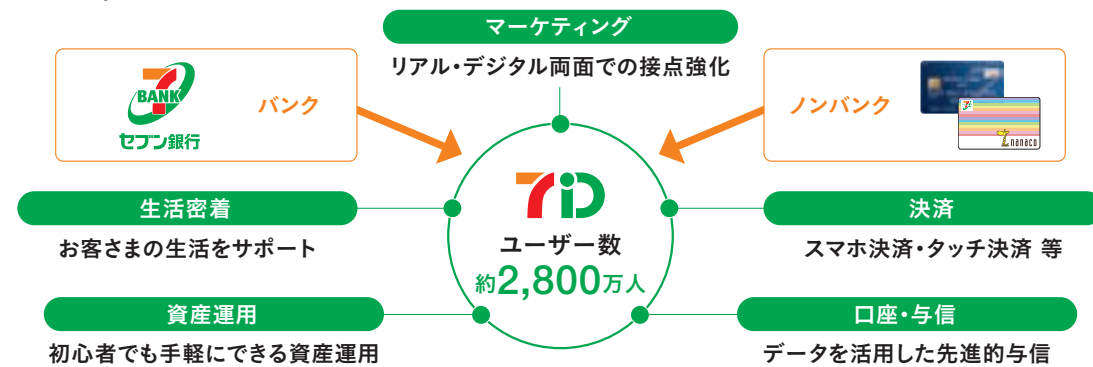 マーケティング
リアル・デジタル両面での接点強化
7
BANK
セブン銀行
バンク
ノンバンク
nanaco
7iD
ユーザー数
約2,800万人
生活密着
お客さまの生活をサポート
決済
スマホ決済・タッチ決済 等
資産運用
初心者でも手軽にできる資産運用
口座・与信
データを活用した先進的与信